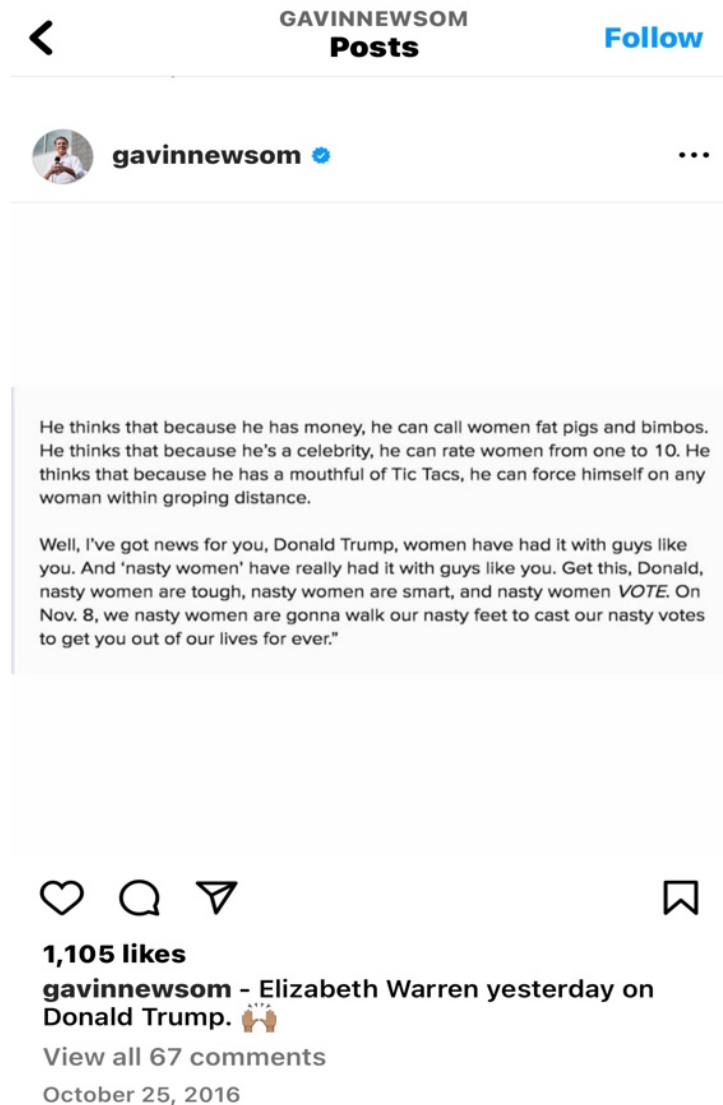 GAVINNEWSOM
Posts
Follow
gavinnewsom
He thinks that because he has money, he can call women fat pigs and bimbos.
He thinks that because he's a celebrity, he can rate women from one to 10. He
thinks that because he has a mouthful of Tic Tacs, he can force himself on any
woman within groping distance.
Well, I've got news for you, Donald Trump, women have had it with guys like
you. And 'nasty women' have really had it with guys like you. Get this, Donald,
nasty women are tough, nasty women are smart, and nasty women VOTE. On
Nov. 8, we nasty women are gonna walk our nasty feet to cast our nasty votes
to get you out of our lives for ever."
1,105 likes
gavinnewsom - Elizabeth Warren yesterday on
Donald Trump. 🙌🏽
View all 67 comments
October 25, 2016